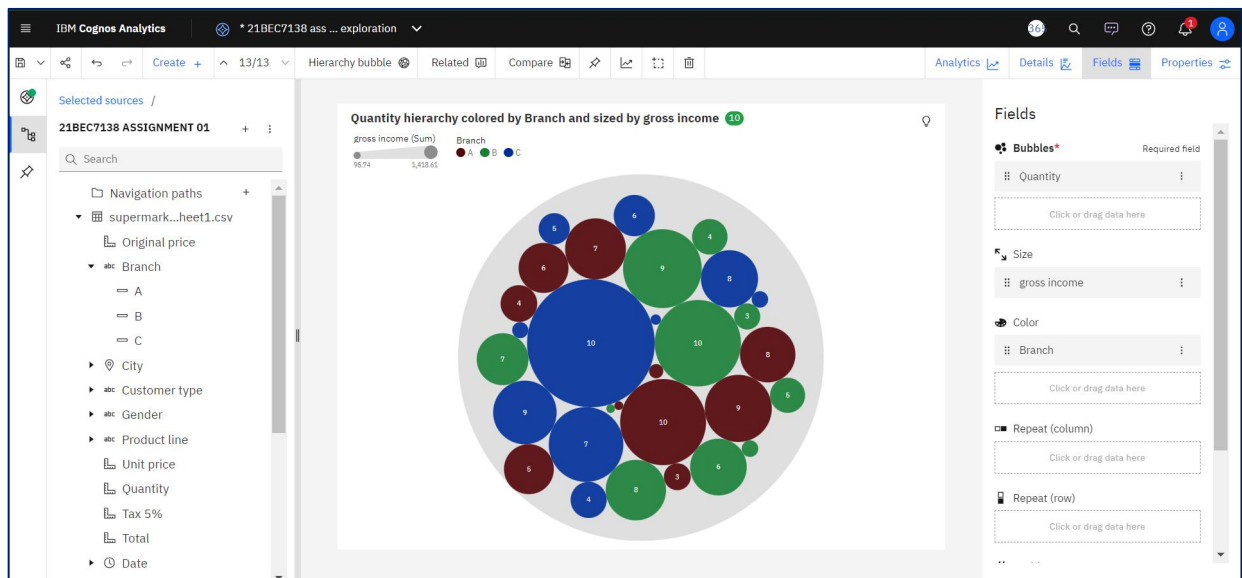 IBM Cognos Analytics
* 21BEC7138 ass ... exploration
1
Create +
13/13
Hierarchy bubble
Related
Compare
Analytics
Details
Fields
Properties
Selected sources /
21BEC7138 ASSIGNMENT 01
Search
Navigation paths
supermark...heet1.csv
Original price
abc Branch
A
B
C
City
abc Customer type
abc Gender
abc Product line
Unit price
Quantity
Tax 5%
Total
Date
Quantity hierarchy colored by Branch and sized by gross income 10
gross income (Sum)
95.74 1,418.61
Branch
A B C
6
5
7
4
6
9
8
4
3
10
10
7
8
5
9
9
10
7
6
5
3
8
4
Fields
Bubbles* Required field
Quantity
Click or drag data here
Size
gross income
Color
Branch
Click or drag data here
Repeat (column)
Click or drag data here
Repeat (row)
Click or drag data here